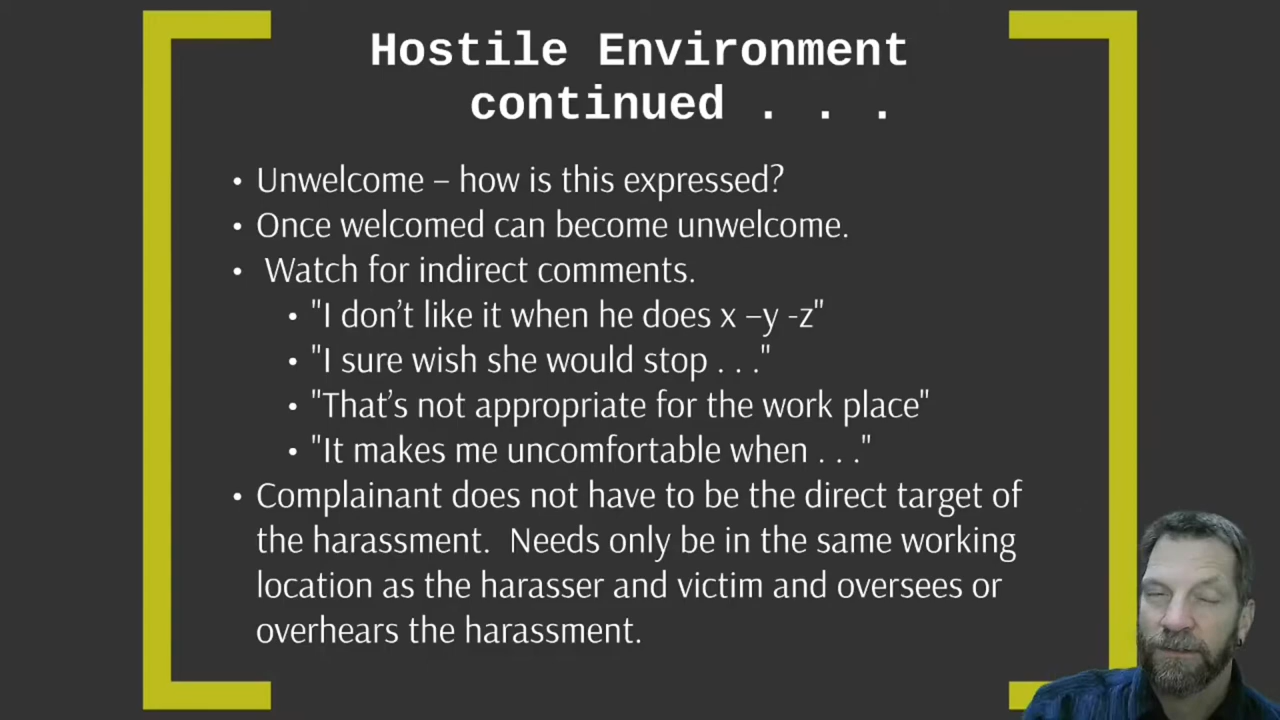 Hostile Environment
continued . . .
• Unwelcome – how is this expressed?
• Once welcomed can become unwelcome.
• Watch for indirect comments.
• "I don’t like it when he does x –y -z"
• "I sure wish she would stop . . ."
• "That’s not appropriate for the work place"
• "It makes me uncomfortable when . . ."
• Complainant does not have to be the direct target of
the harassment. Needs only be in the same working
location as the harasser and victim and oversees or
overhears the harassment.